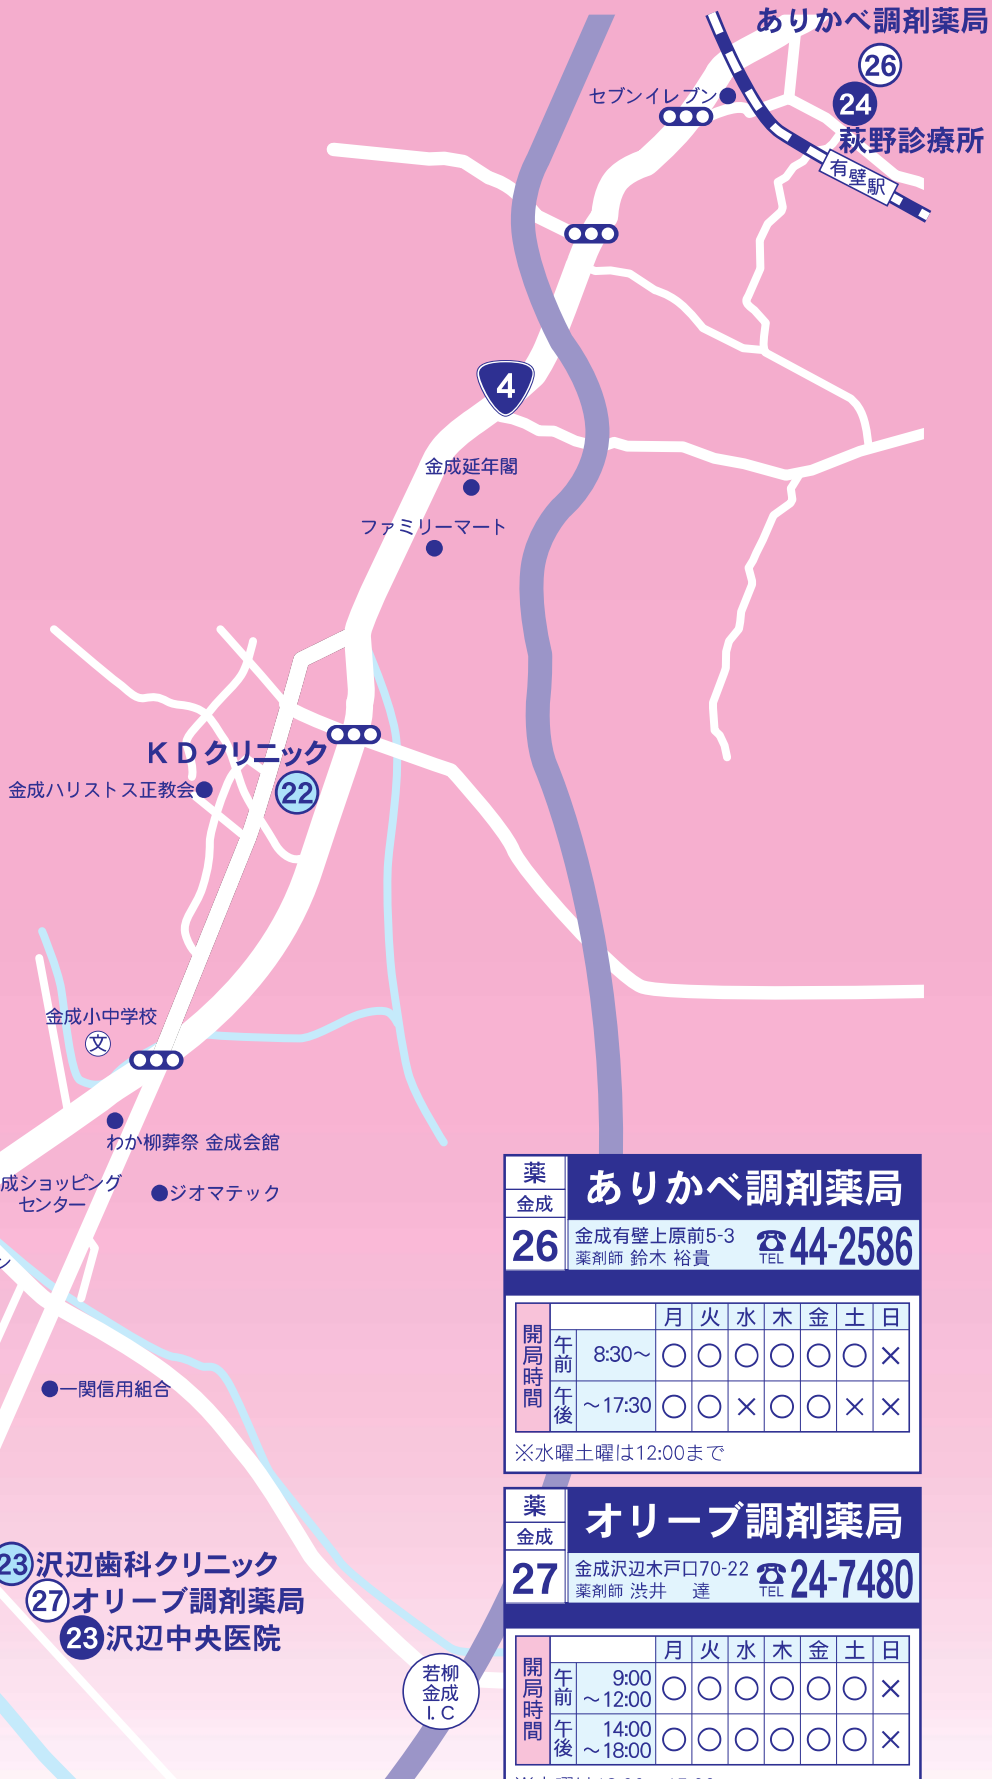 ありかべ調剤薬局
26
24
萩野診療所
セブンイレブン
有壁駅
4
金成延年閣
ファミリーマート
KDクリニック
22
金成ハリストス正教会
金成小中学校
文
わか柳葬祭 金成会館
成ショッピング
センター
ジオマテック
ン
一関信用組合
23 沢辺歯科クリニック
27 オリーブ調剤薬局
23 沢辺中央医院
若柳
金成
I.C
薬
金成
26
ありかべ調剤薬局
金成有壁上原前5-3
薬剤師 鈴木 裕貴
☎TEL 44-2586
開局時間
月 火 水 木 金 土 日
午前 8:30〜 ○ ○ ○ ○ ○ ○ ×
午後 〜17:30 ○ ○ × ○ ○ × ×
※水曜土曜は12:00まで
薬
金成
27
オリーブ調剤薬局
金成沢辺木戸口70-22
薬剤師 渋井 達
☎TEL 24-7480
開局時間
月 火 水 木 金 土 日
午前 9:00〜12:00 ○ ○ ○ ○ ○ ○ ×
午後 14:00〜18:00 ○ ○ ○ ○ ○ ○ ×